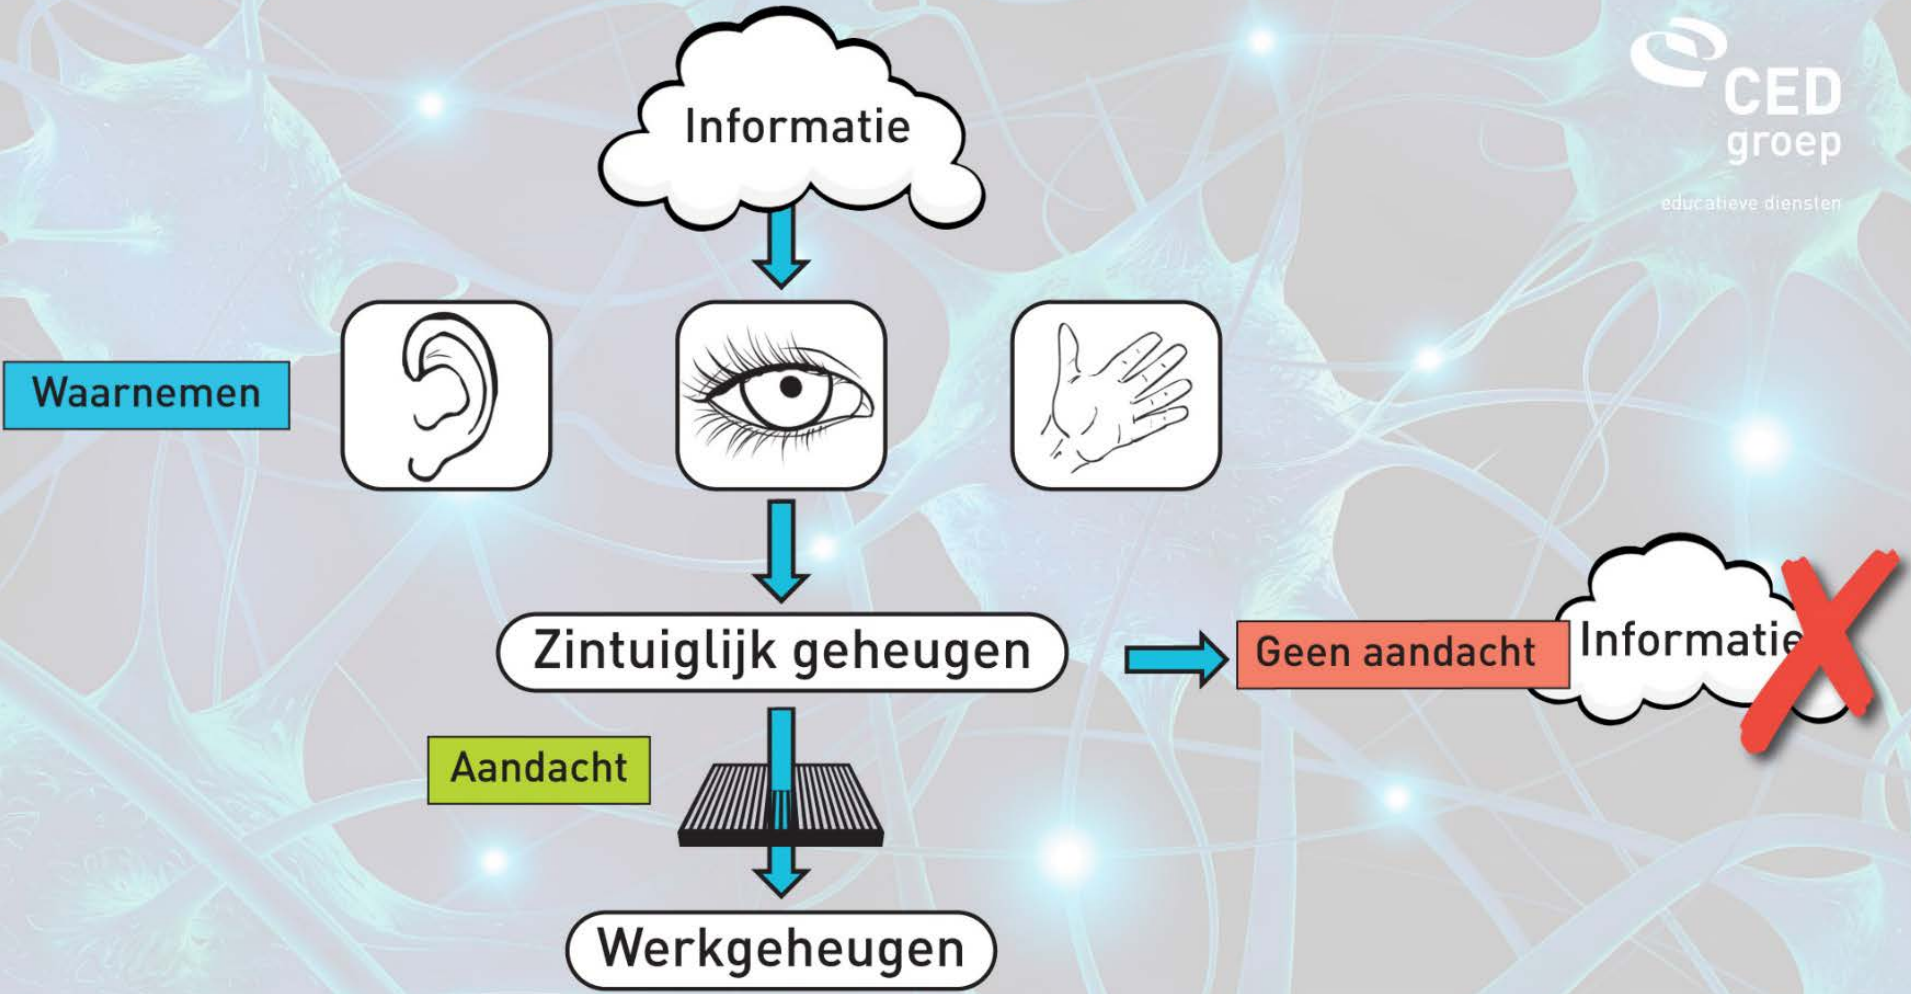 Informatie
CED
groep
educatieve diensten
Waarnemen
Zintuiglijk geheugen
Geen aandacht
Informatie
Aandacht
Werkgeheugen